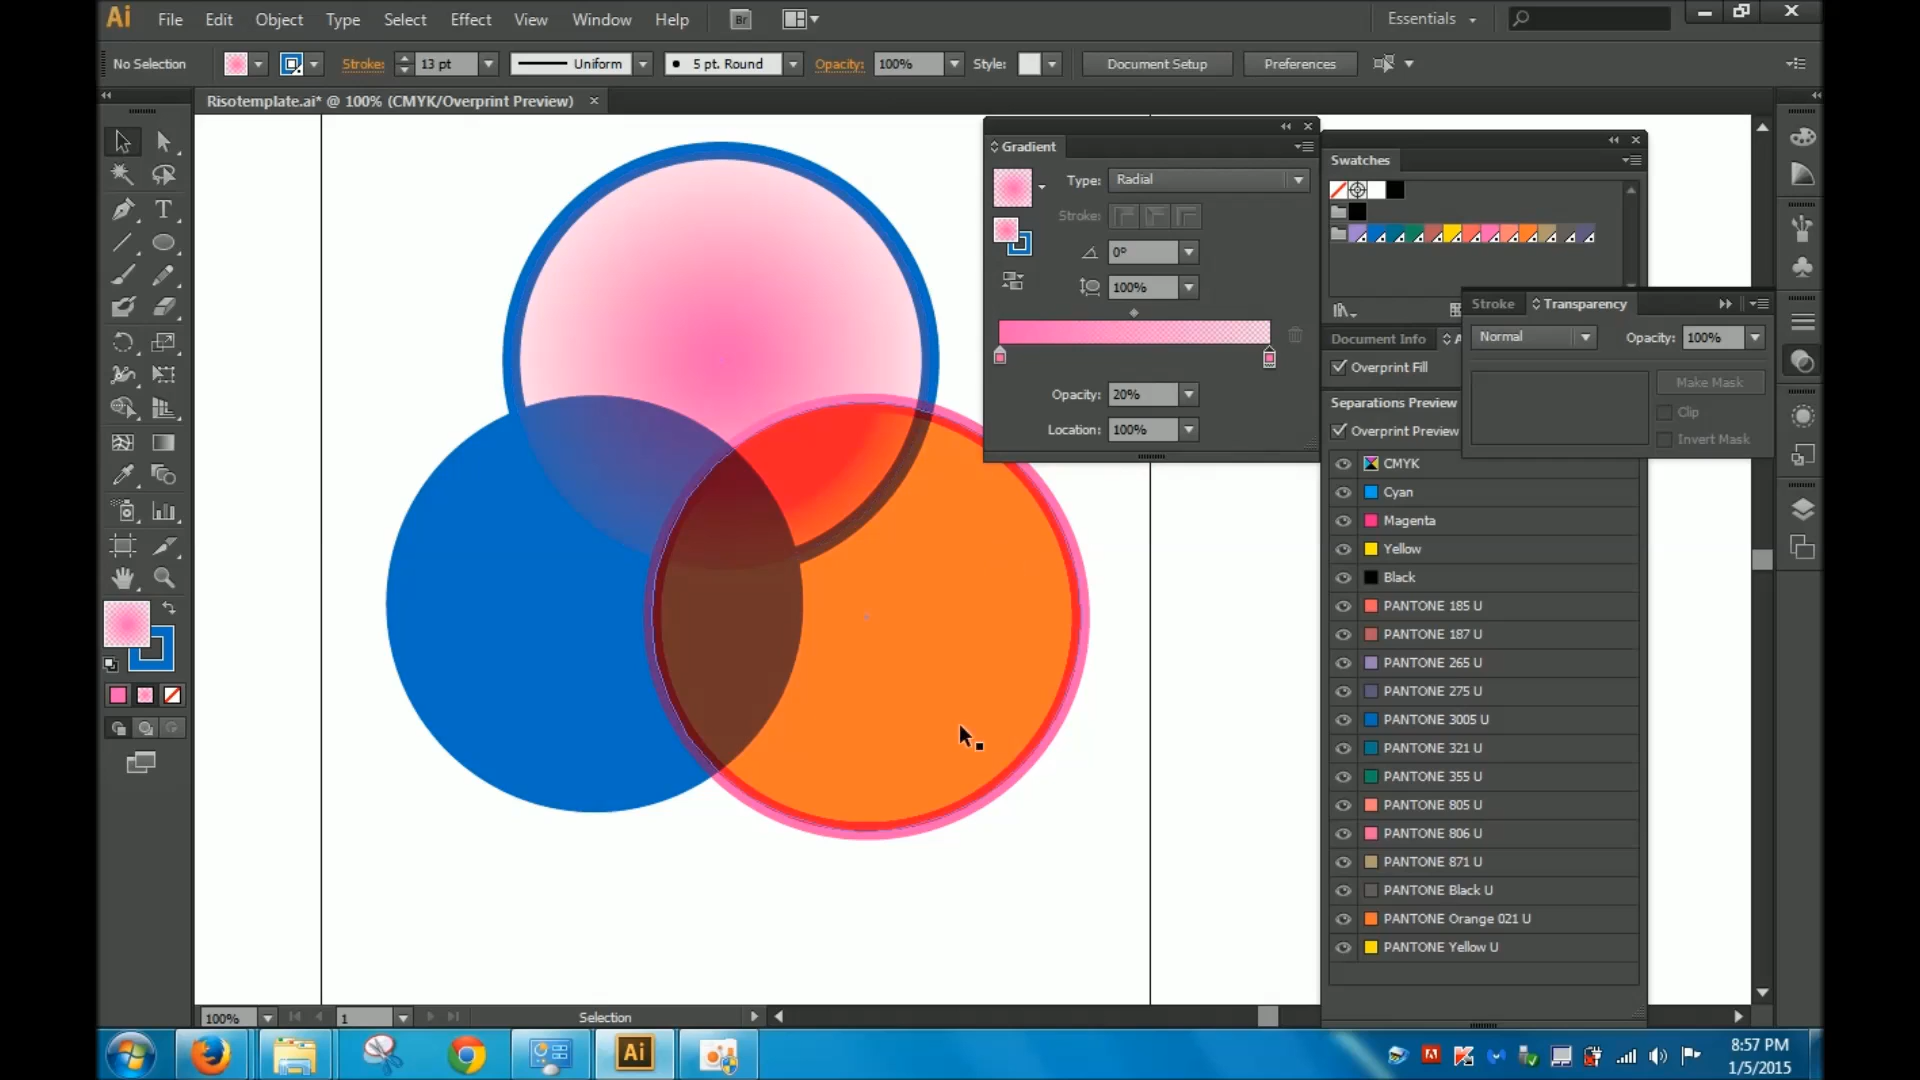 Ai File Edit Object Type Select Effect View Window Help Br Essentials
No Selection Stroke: 13 pt Uniform 5 pt. Round Opacity: 100% Style: Document Setup Preferences
Risotemplate.ai* @ 100% (CMYK/Overprint Preview)
Gradient
Type: Radial
Stroke:
0°
100%
Opacity: 20%
Location: 100%
Swatches
Stroke Transparency
Normal Opacity: 100%
Make Mask
Clip
Invert Mask
Document Info A
Overprint Fill
Separations Preview
Overprint Preview
CMYK
Cyan
Magenta
Yellow
Black
PANTONE 185 U
PANTONE 187 U
PANTONE 265 U
PANTONE 275 U
PANTONE 3005 U
PANTONE 321 U
PANTONE 355 U
PANTONE 805 U
PANTONE 806 U
PANTONE 871 U
PANTONE Black U
PANTONE Orange 021 U
PANTONE Yellow U
T
100% 1 Selection
Ai
8:57 PM
1/5/2015